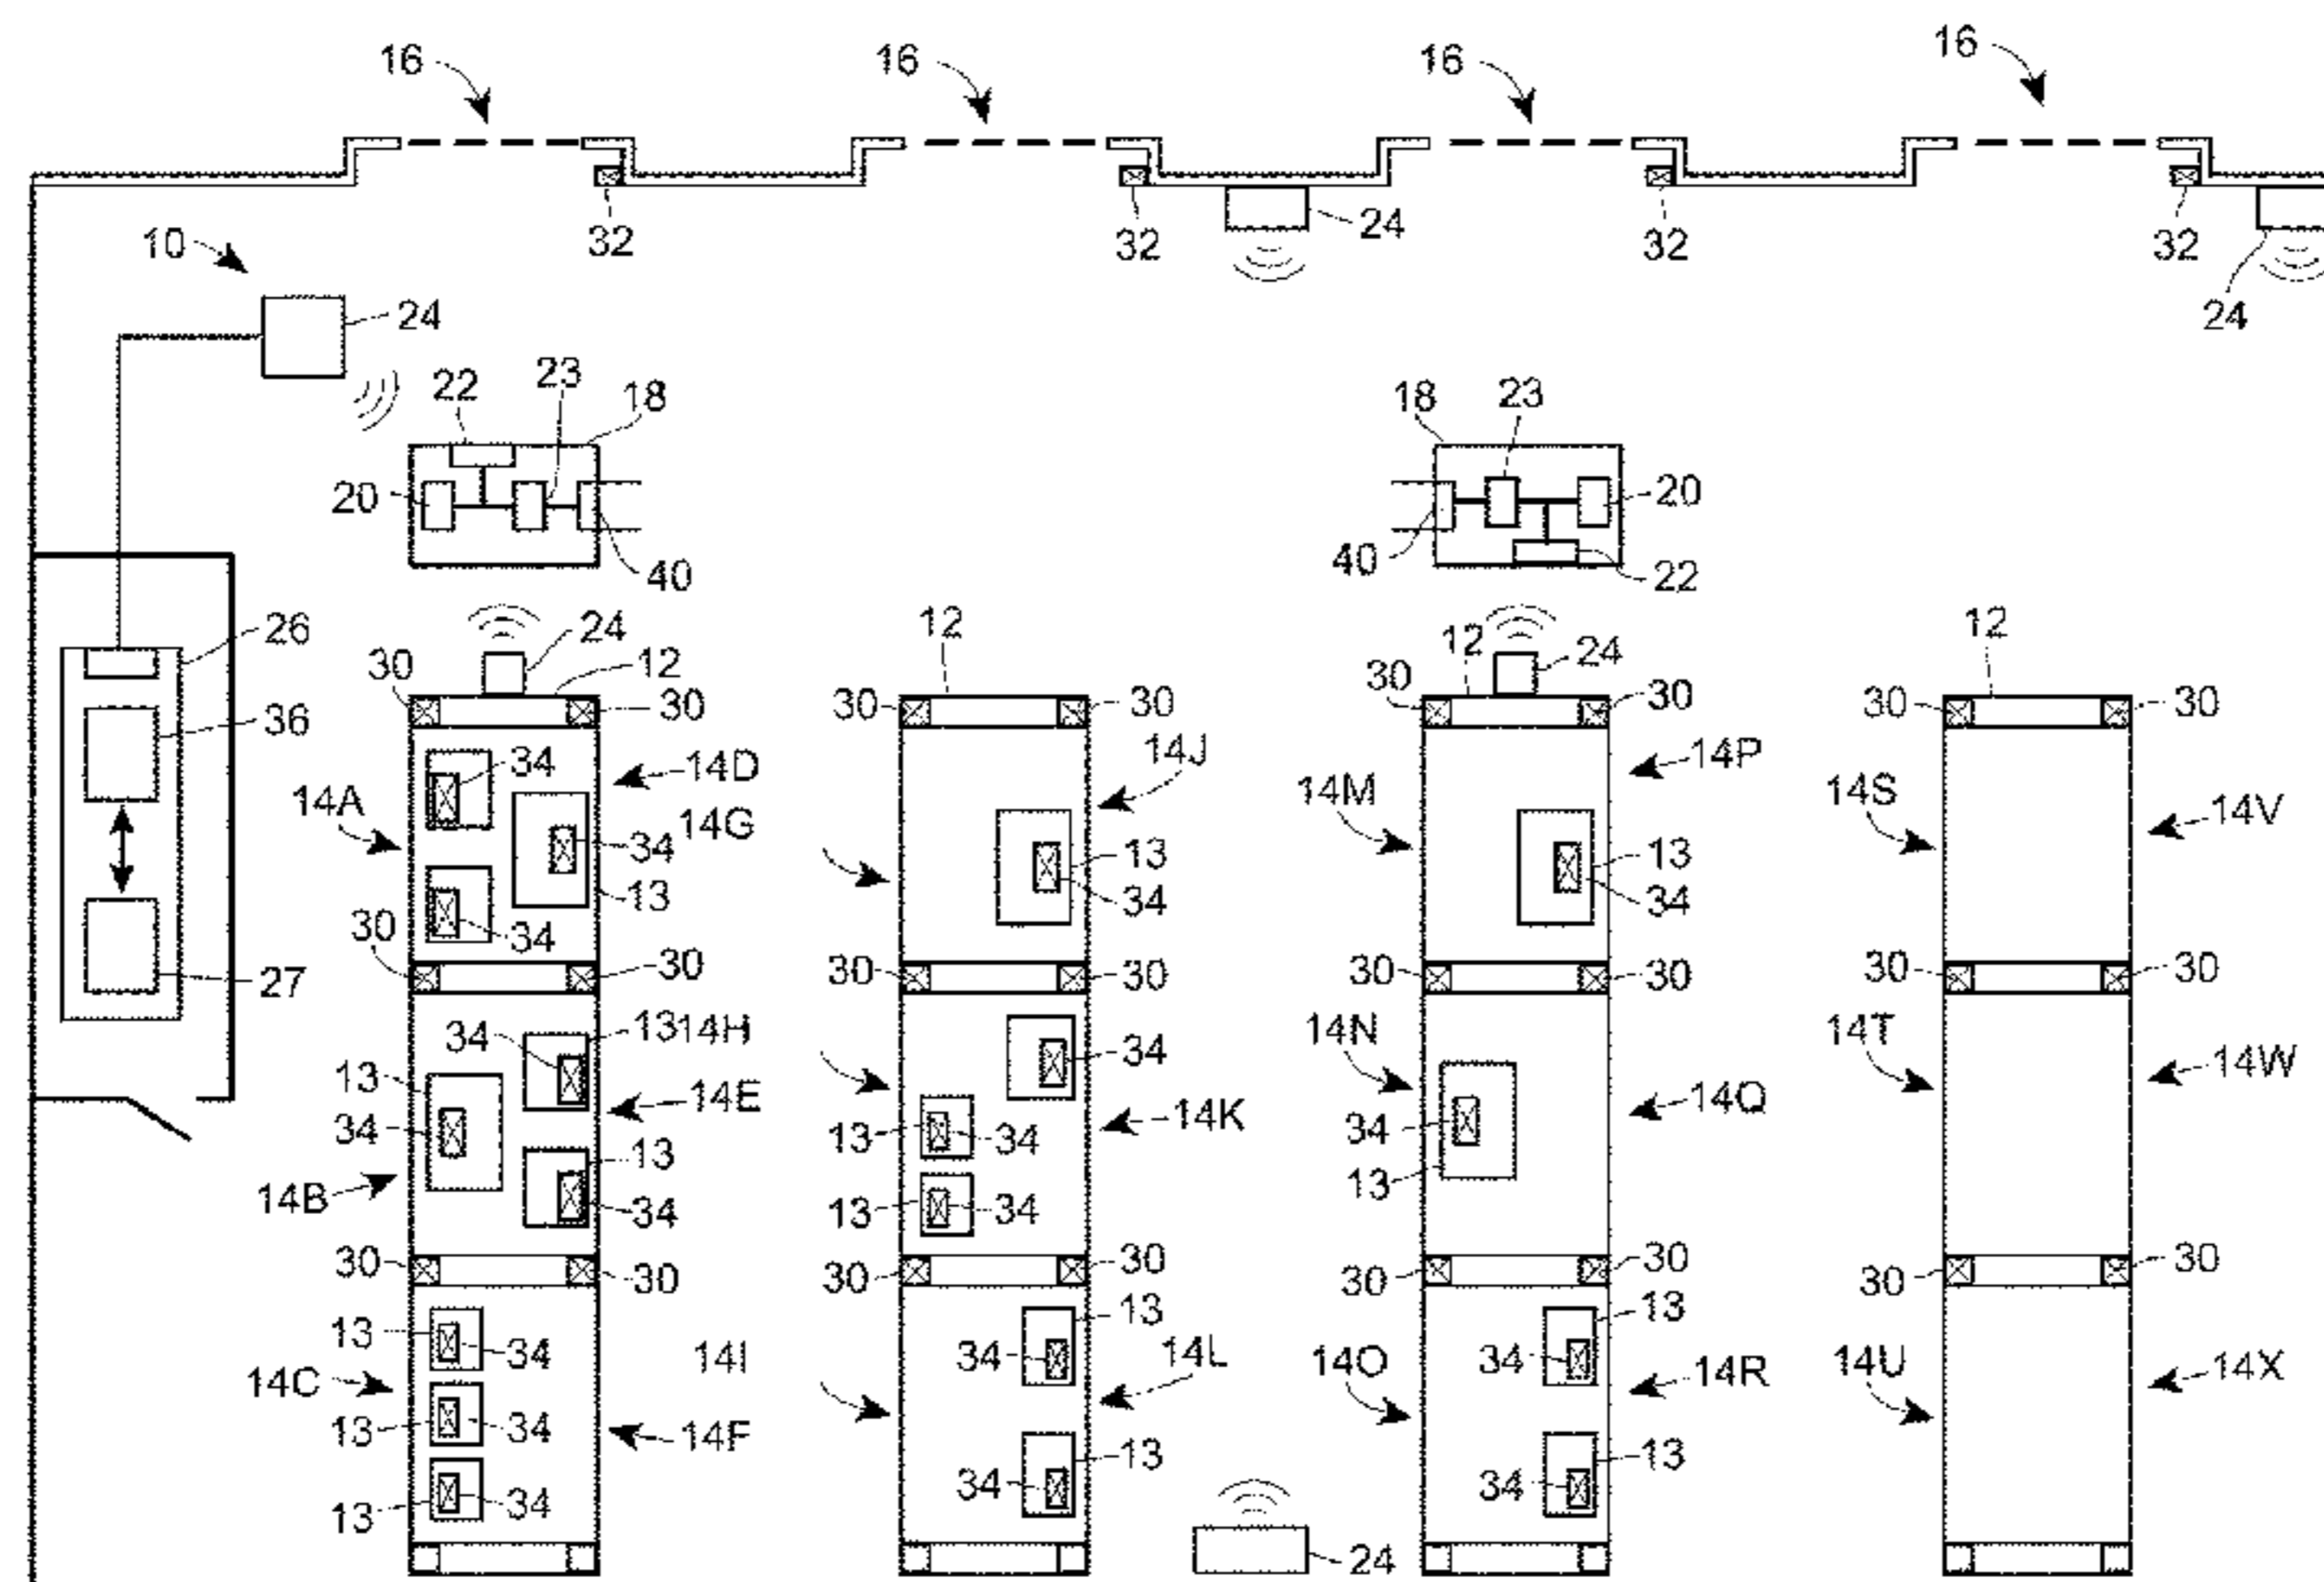 16 16 16 16
32 32 24 32 32 24
10
24
22 23 18 18 23
20 40 40 20 22
26 36 27
24 12 12 12 24 12
30 30 30 30 30 30 30 30
14A 34 14D 14G 34 13 34
14J 13 34
14M 14P 13 34
14S 14V
30 30 30 30 30 30 30 30
13 34 14B 34 13 14H 14E 13 34
34 13 34 13 34 14K
14N 34 13 14Q
14T 14W
30 30 30 30 30 30 30 30
13 34 14C 13 34 13 34 14I 14F
13 34 14L 13 34
14O 13 34 14R 13 34
14U 14X
24